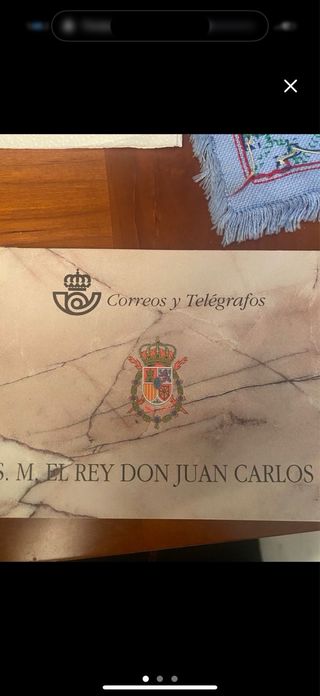 Correos y Telégrafos
S. M. EL REY DON JUAN CARLOS